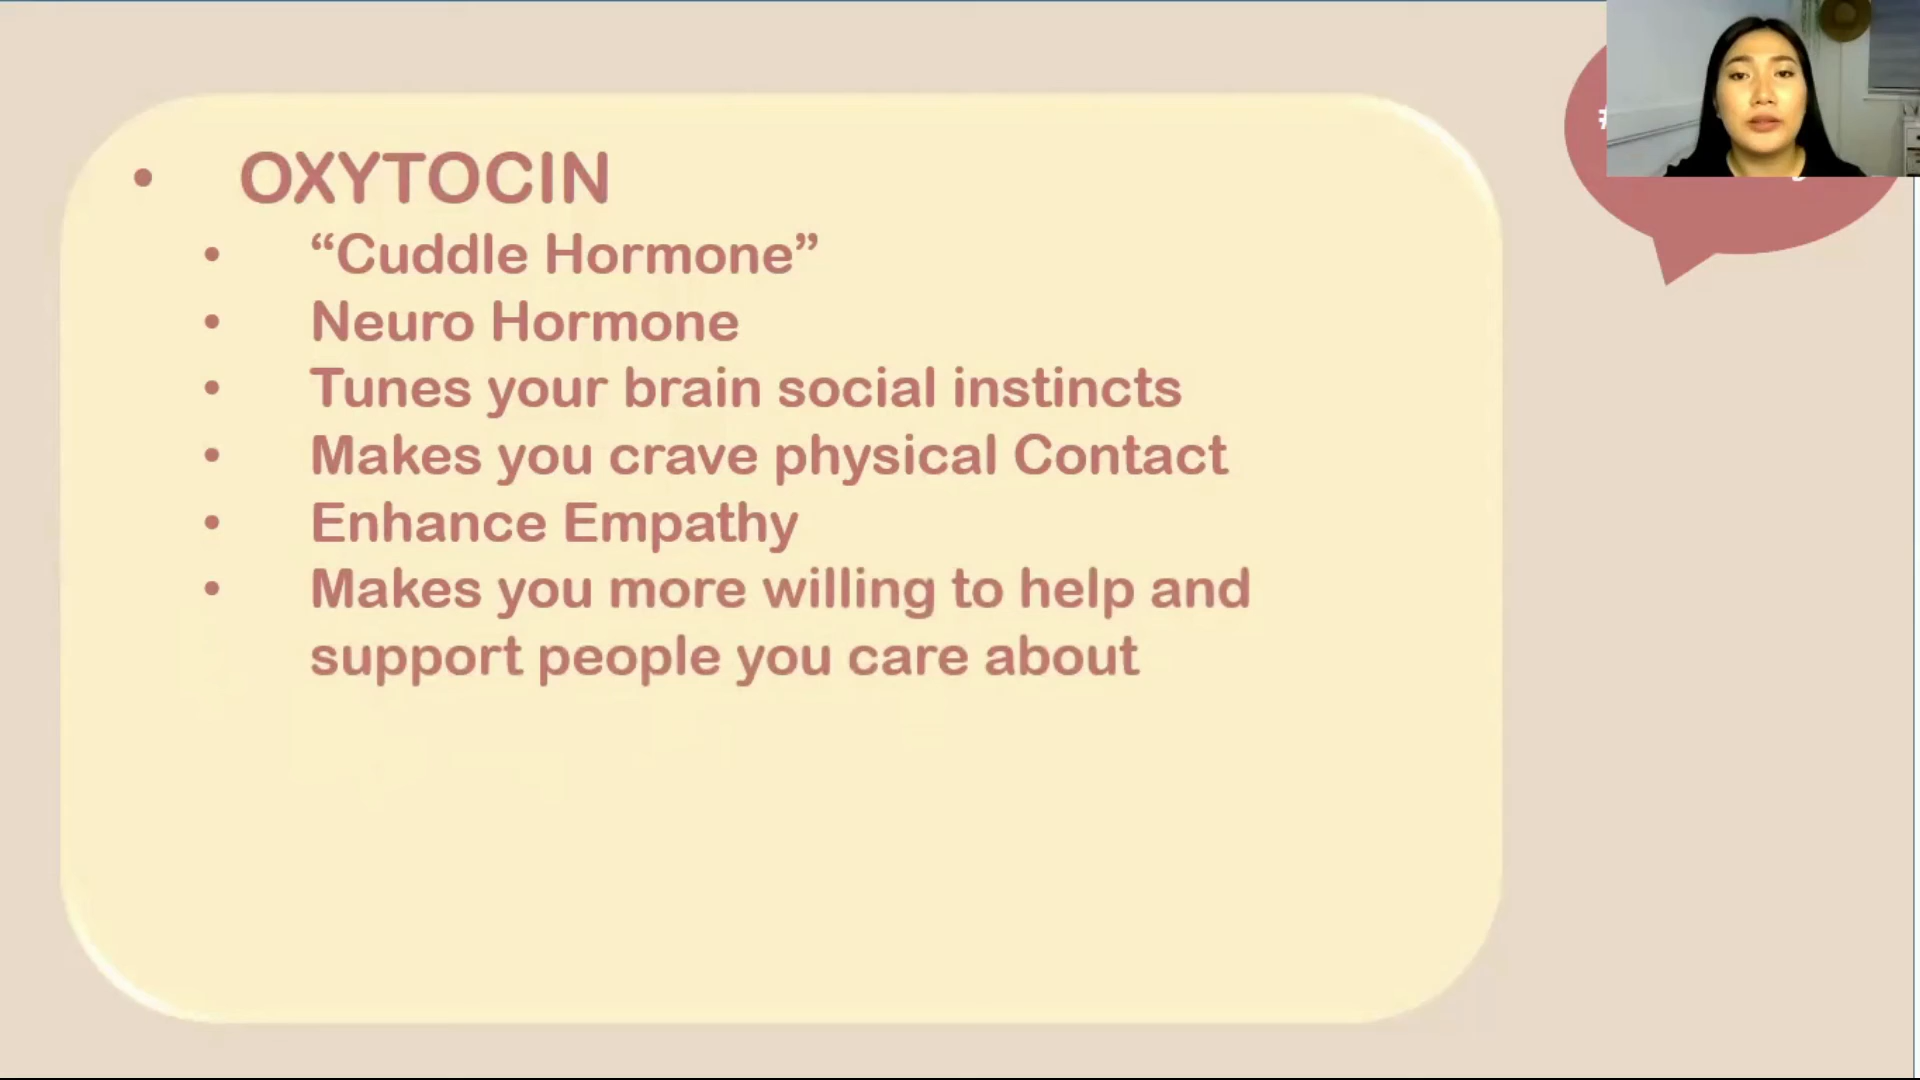 • OXYTOCIN
• “Cuddle Hormone”
• Neuro Hormone
• Tunes your brain social instincts
• Makes you crave physical Contact
• Enhance Empathy
• Makes you more willing to help and
support people you care about